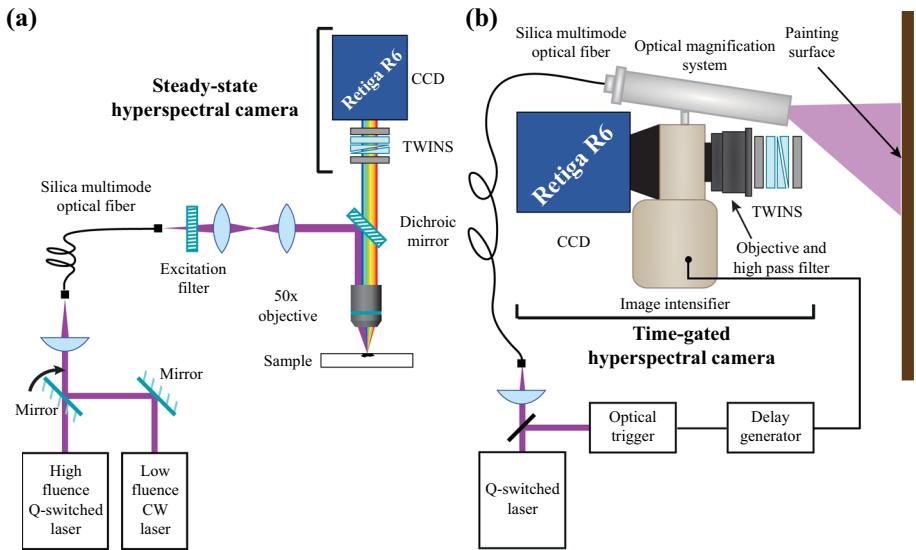 (a)
Steady-state
hyperspectral camera
Retiga R6
CCD
TWINS
Silica multimode
optical fiber
Excitation
filter
Dichroic
mirror
50x
objective
Sample
Mirror
Mirror
High
fluence
Q-switched
laser
Low
fluence
CW
laser
(b)
Silica multimode
optical fiber
Optical magnification
system
Painting
surface
Retiga R6
CCD
TWINS
Objective and
high pass filter
Image intensifier
Time-gated
hyperspectral camera
Optical
trigger
Delay
generator
Q-switched
laser